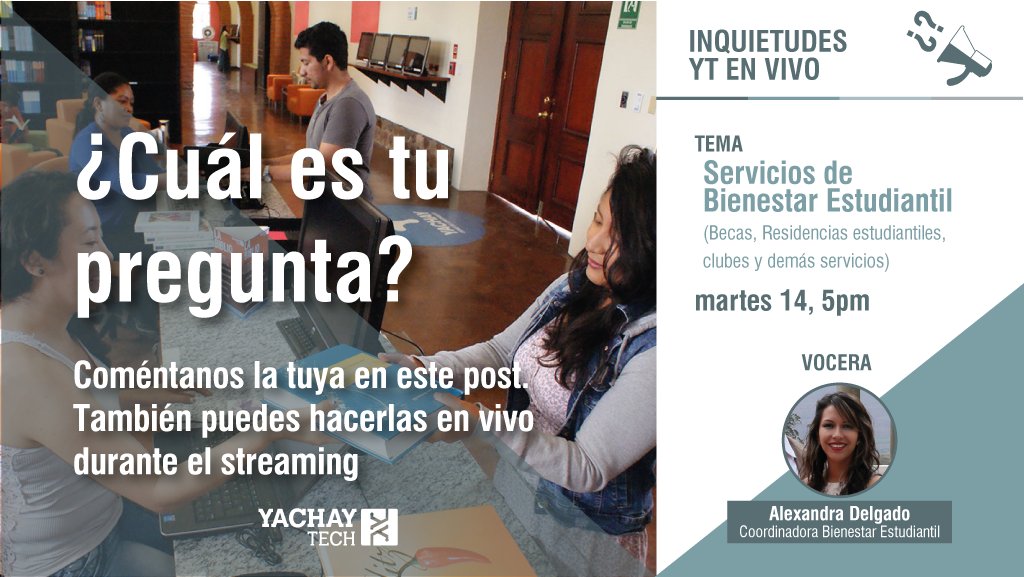 ¿Cuál es tu
pregunta?
Coméntanos la tuya en este post.
También puedes hacerlas en vivo
durante el streaming
YACHAY
TECH
INQUIETUDES
YT EN VIVO
¿?
TEMA
Servicios de
Bienestar Estudiantil
(Becas, Residencias estudiantiles,
clubes y demás servicios)
martes 14, 5pm
VOCERA
Alexandra Delgado
Coordinadora Bienestar Estudiantil
YACHAY